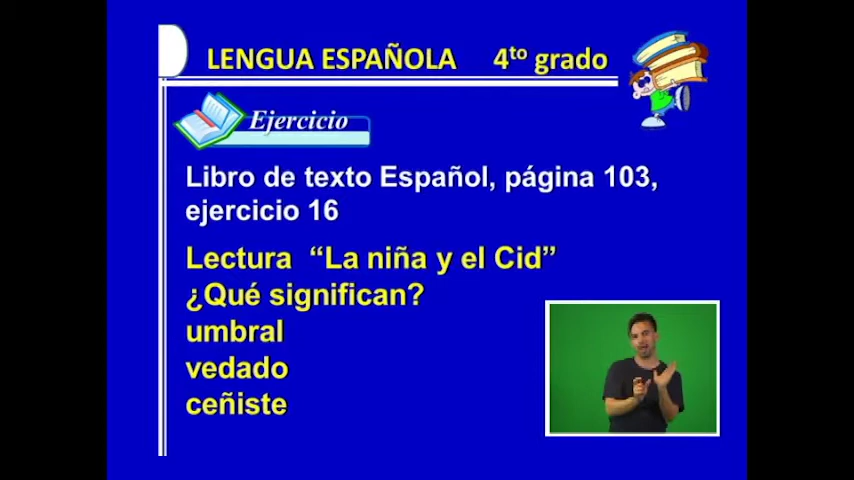 LENGUA ESPAÑOLA 4to grado
Ejercicio
Libro de texto Español, página 103,
ejercicio 16
Lectura “La niña y el Cid”
¿Qué significan?
umbral
vedado
ceñiste